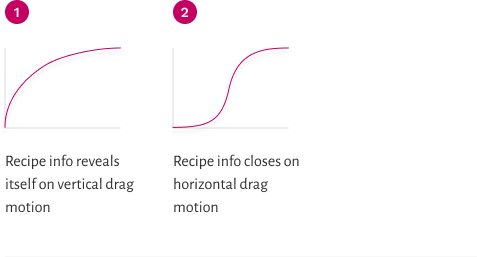 1
2
Recipe info reveals
itself on vertical drag
motion
Recipe info closes on
horizontal drag
motion